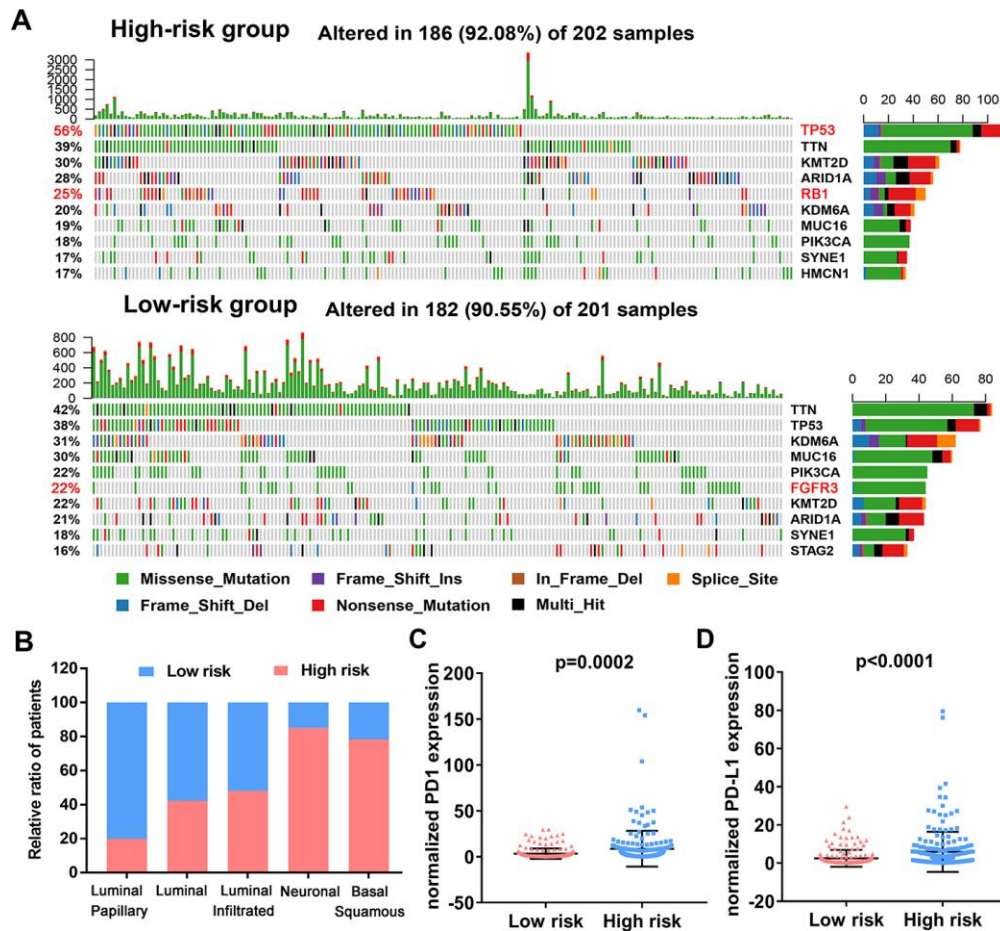 A
High-risk group Altered in 186 (92.08%) of 202 samples
3000
2500
2000
1500
1000
500
0
0 20 40 60 80 100
56% TP53
39% TTN
30% KMT2D
28% ARID1A
25% RB1
20% KDM6A
19% MUC16
18% PIK3CA
17% SYNE1
17% HMCN1
Low-risk group Altered in 182 (90.55%) of 201 samples
800
600
400
200
0
0 20 40 60 80
42% TTN
38% TP53
31% KDM6A
30% MUC16
22% PIK3CA
22% FGFR3
22% KMT2D
21% ARID1A
18% SYNE1
16% STAG2
Missense_Mutation Frame_Shift_Ins In_Frame_Del Splice_Site
Frame_Shift_Del Nonsense_Mutation Multi_Hit
B
Low risk High risk
Relative ratio of patients
120
100
80
60
40
20
0
Luminal Papillary
Luminal
Luminal Infiltrated
Neuronal
Basal Squamous
C
p=0.0002
normalized PD1 expression
200
150
100
50
0
-50
Low risk High risk
D
p<0.0001
normalized PD-L1 expression
100
80
60
40
20
0
-20
Low risk High risk